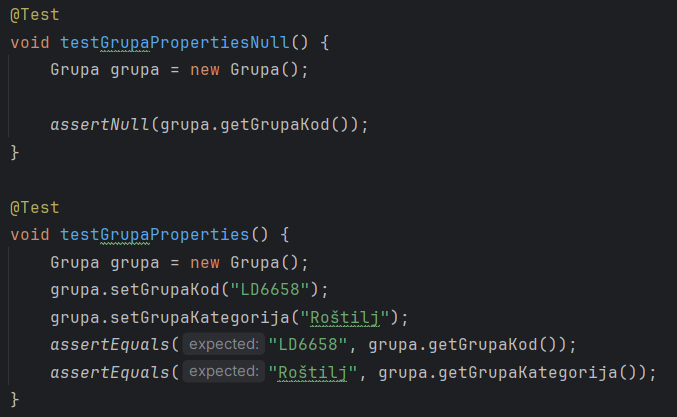 @Test
void testGrupaPropertiesNull() {
    Grupa grupa = new Grupa();

    assertNull(grupa.getGrupaKod());
}

@Test
void testGrupaProperties() {
    Grupa grupa = new Grupa();
    grupa.setGrupaKod("LD6658");
    grupa.setGrupaKategorija("Roštilj");
    assertEquals( expected: "LD6658", grupa.getGrupaKod());
    assertEquals( expected: "Roštilj", grupa.getGrupaKategorija());
}